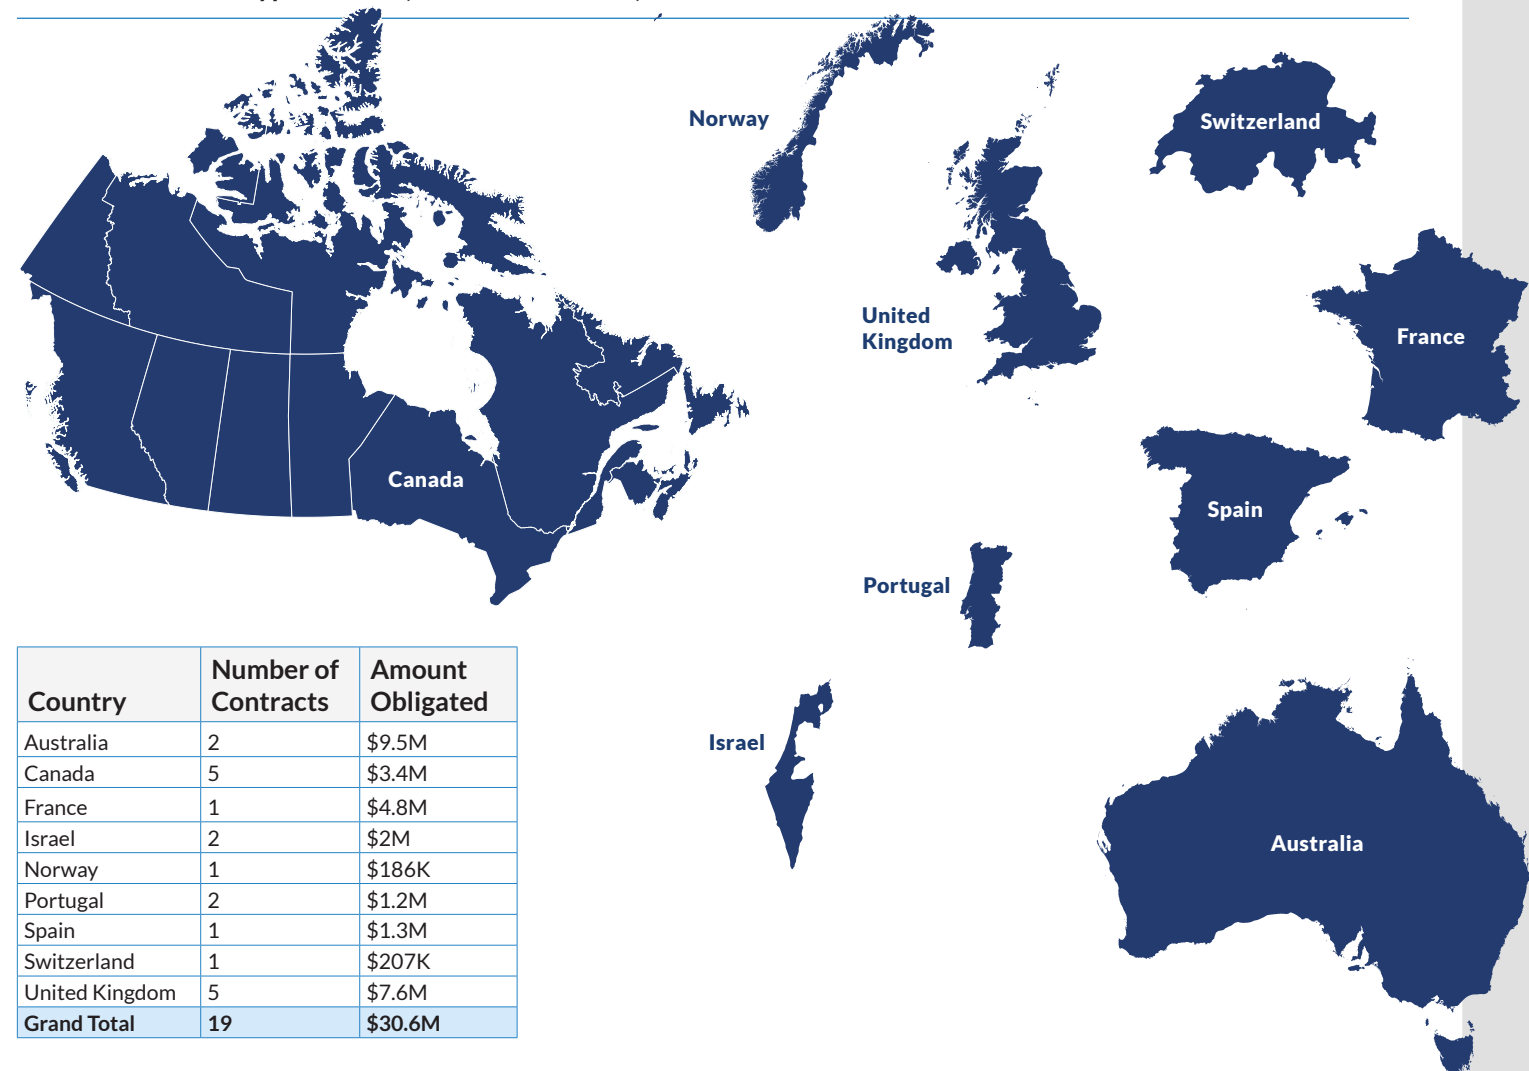 Norway
Switzerland
United
Kingdom
France
Canada
Spain
Portugal
Israel
Australia
Country Number of Contracts Amount Obligated
Australia 2 $9.5M
Canada 5 $3.4M
France 1 $4.8M
Israel 2 $2M
Norway 1 $186K
Portugal 2 $1.2M
Spain 1 $1.3M
Switzerland 1 $207K
United Kingdom 5 $7.6M
Grand Total 19 $30.6M